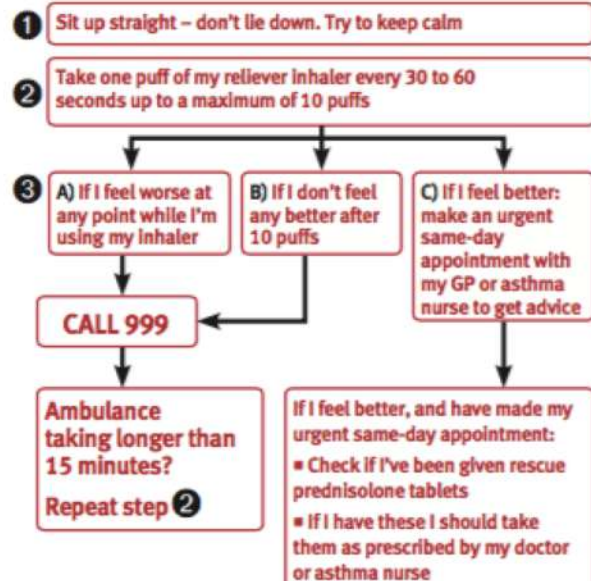 1 Sit up straight – don't lie down. Try to keep calm
2 Take one puff of my reliever inhaler every 30 to 60
seconds up to a maximum of 10 puffs
3 A) If I feel worse at
any point while I'm
using my inhaler
B) If I don't feel
any better after
10 puffs
C) If I feel better:
make an urgent
same-day
appointment with
my GP or asthma
nurse to get advice
CALL 999
Ambulance
taking longer than
15 minutes?
Repeat step 2
If I feel better, and have made my
urgent same-day appointment:
▪ Check if I've been given rescue
prednisolone tablets
▪ If I have these I should take
them as prescribed by my doctor
or asthma nurse